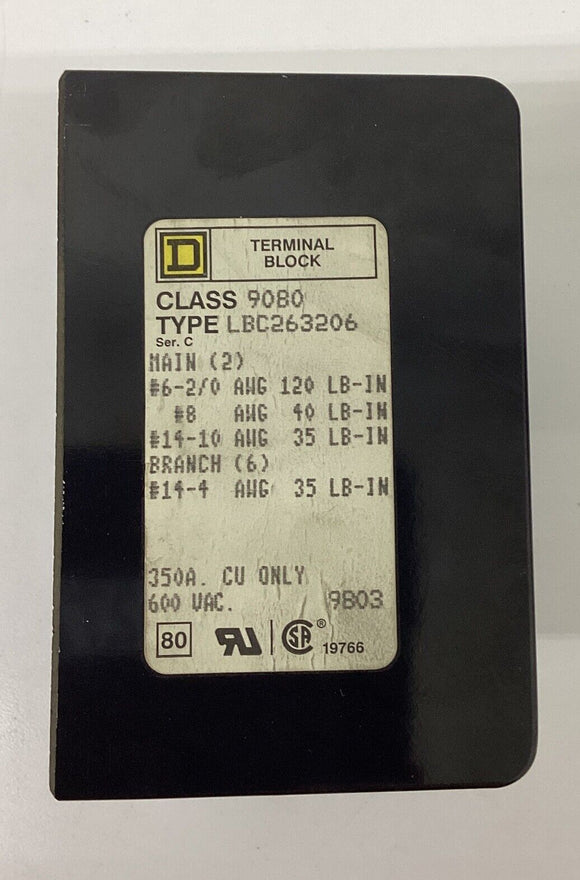 D
TERMINAL
BLOCK
CLASS 9080
TYPE LBC263206
Ser. C
MAIN (2)
#6-2/0 AWG 120 LB-IN
#8 AWG 40 LB-IN
#14-10 AWG 35 LB-IN
BRANCH (6)
#14-4 AWG 35 LB-IN
350A. CU ONLY
600 VAC. 9803
80 RU SA ® 19766